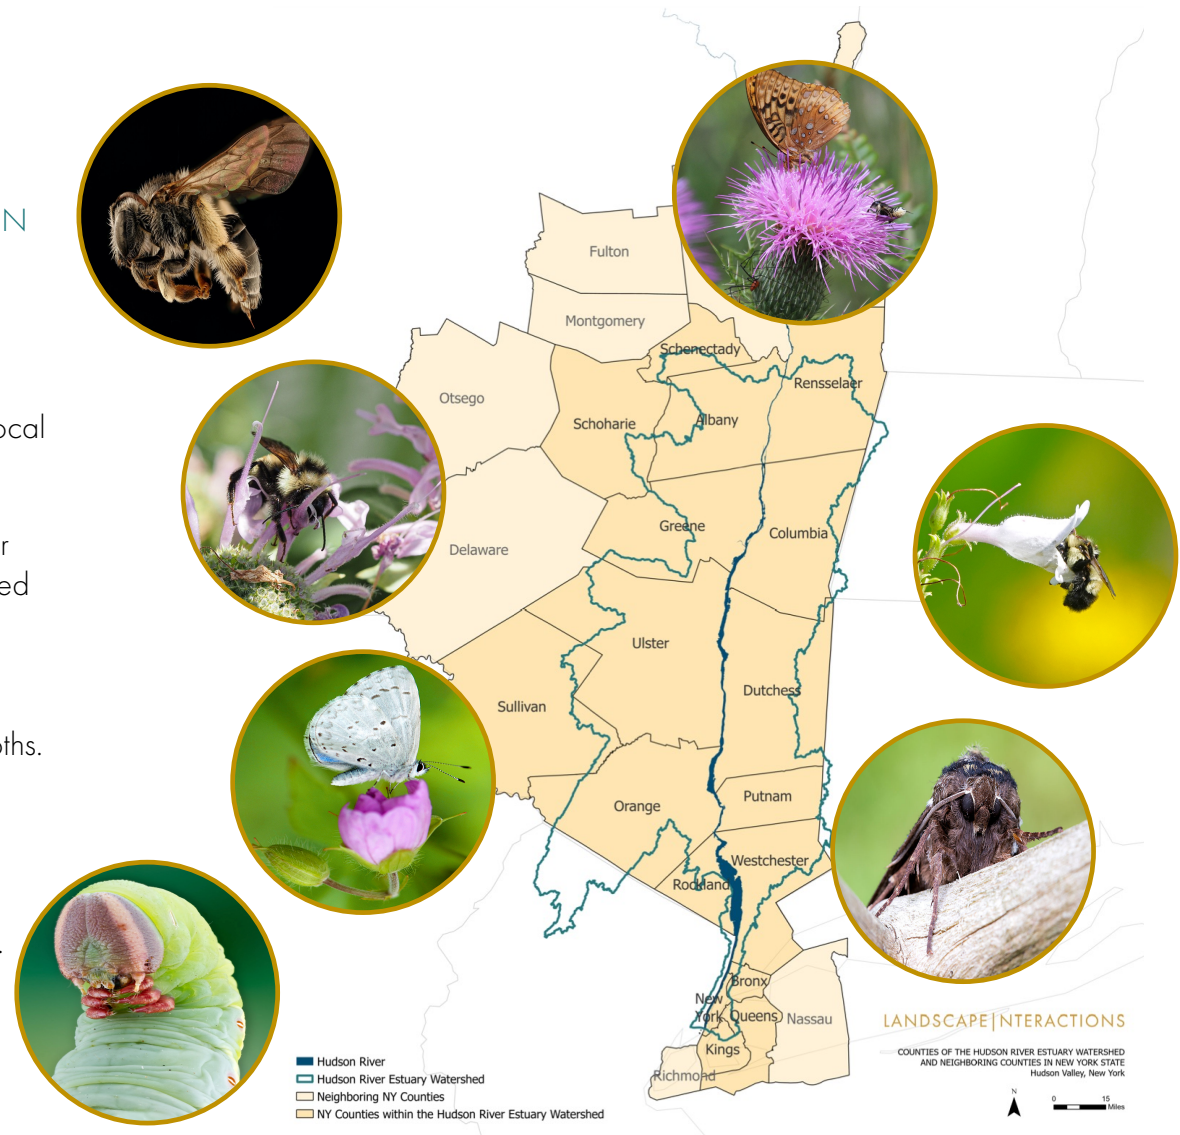 N
ocal
r
ed
ths.
.
Fulton
Montgomery
Schenectady
Rensselaer
Otsego
Schoharie
Albany
Greene
Columbia
Delaware
Ulster
Dutchess
Sullivan
Orange
Putnam
Westchester
Rockland
Bronx
New
York
Queens
Nassau
Kings
Richmond
Hudson River
Hudson River Estuary Watershed
Neighboring NY Counties
NY Counties within the Hudson River Estuary Watershed
LANDSCAPE|NTERACTIONS
COUNTIES OF THE HUDSON RIVER ESTUARY WATERSHED
AND NEIGHBORING COUNTIES IN NEW YORK STATE
Hudson Valley, New York
N
0 15
Miles